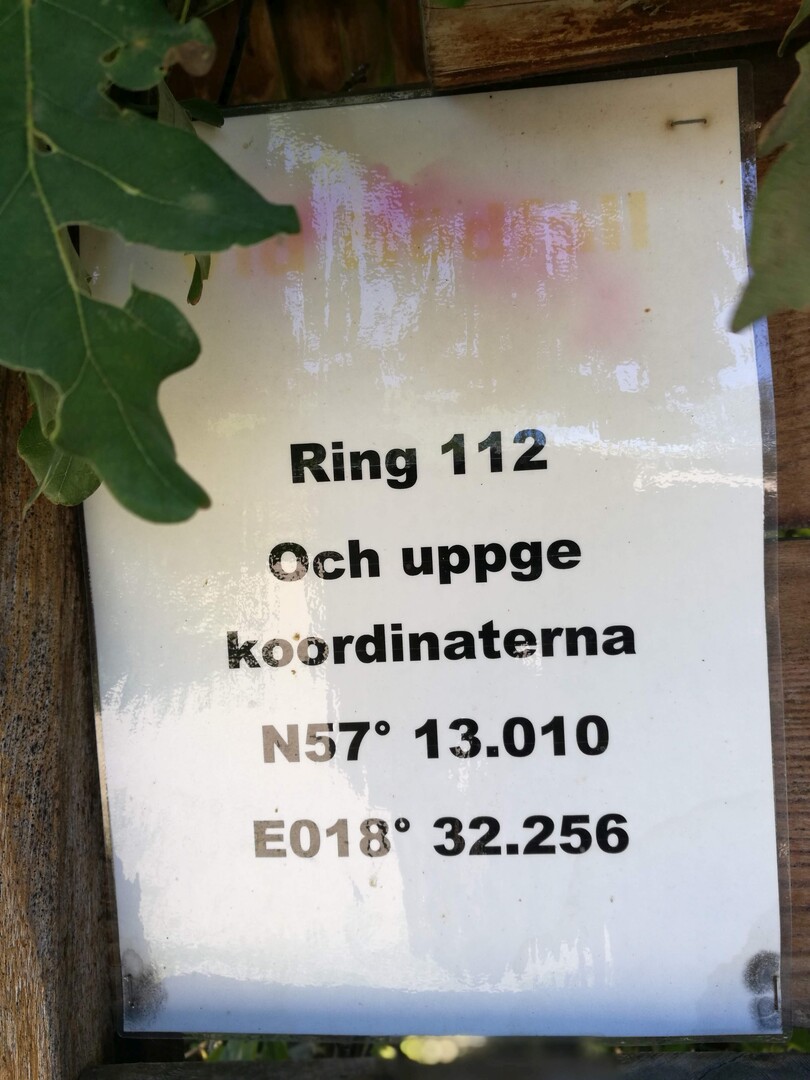 Ring 112
Och uppge
koordinaterna
N57° 13.010
E018° 32.256